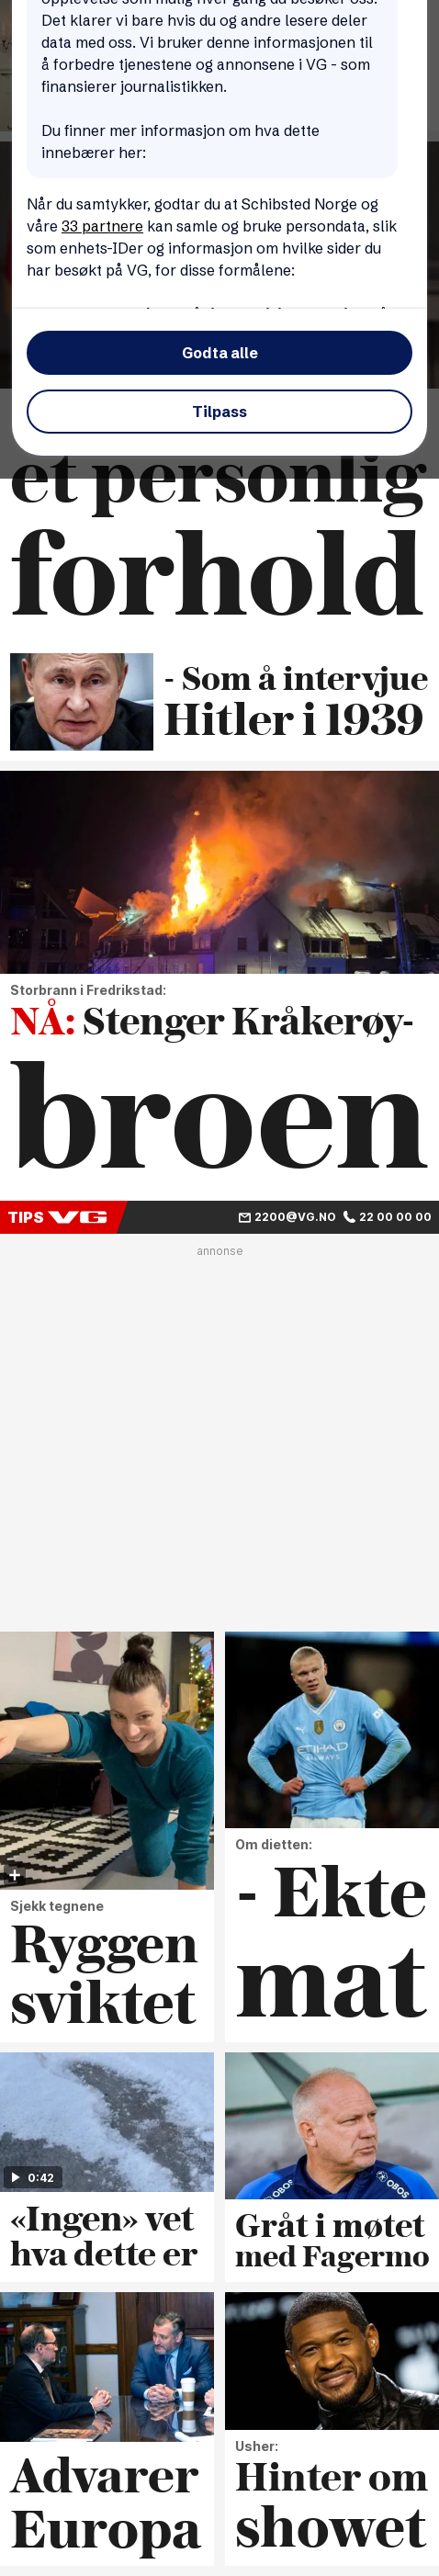 Det klarer vi bare hvis du og andre lesere deler
data med oss. Vi bruker denne informasjonen til
å forbedre tjenestene og annonsene i VG - som
finansierer journalistikken.
Du finner mer informasjon om hva dette
innebærer her:
Når du samtykker, godtar du at Schibsted Norge og
våre 33 partnere kan samle og bruke persondata, slik
som enhets-IDer og informasjon om hvilke sider du
har besøkt på VG, for disse formålene:
Godta alle
Tilpass
et personlig
forhold
- Som å intervjue
Hitler i 1939
Storbrann i Fredrikstad:
NÅ: Stenger Kråkerøy-
broen
TIPS VG 2200@VG.NO 22 00 00 00
annonse
Sjekk tegnene
Ryggen
sviktet
ETIHAD
AIRWAYS
Om dietten:
- Ekte
mat
0:42
«Ingen» vet
hva dette er
OBOS
OBOS
Gråt i møtet
med Fagermo
Advarer
Europa
Usher:
Hinter om
showet